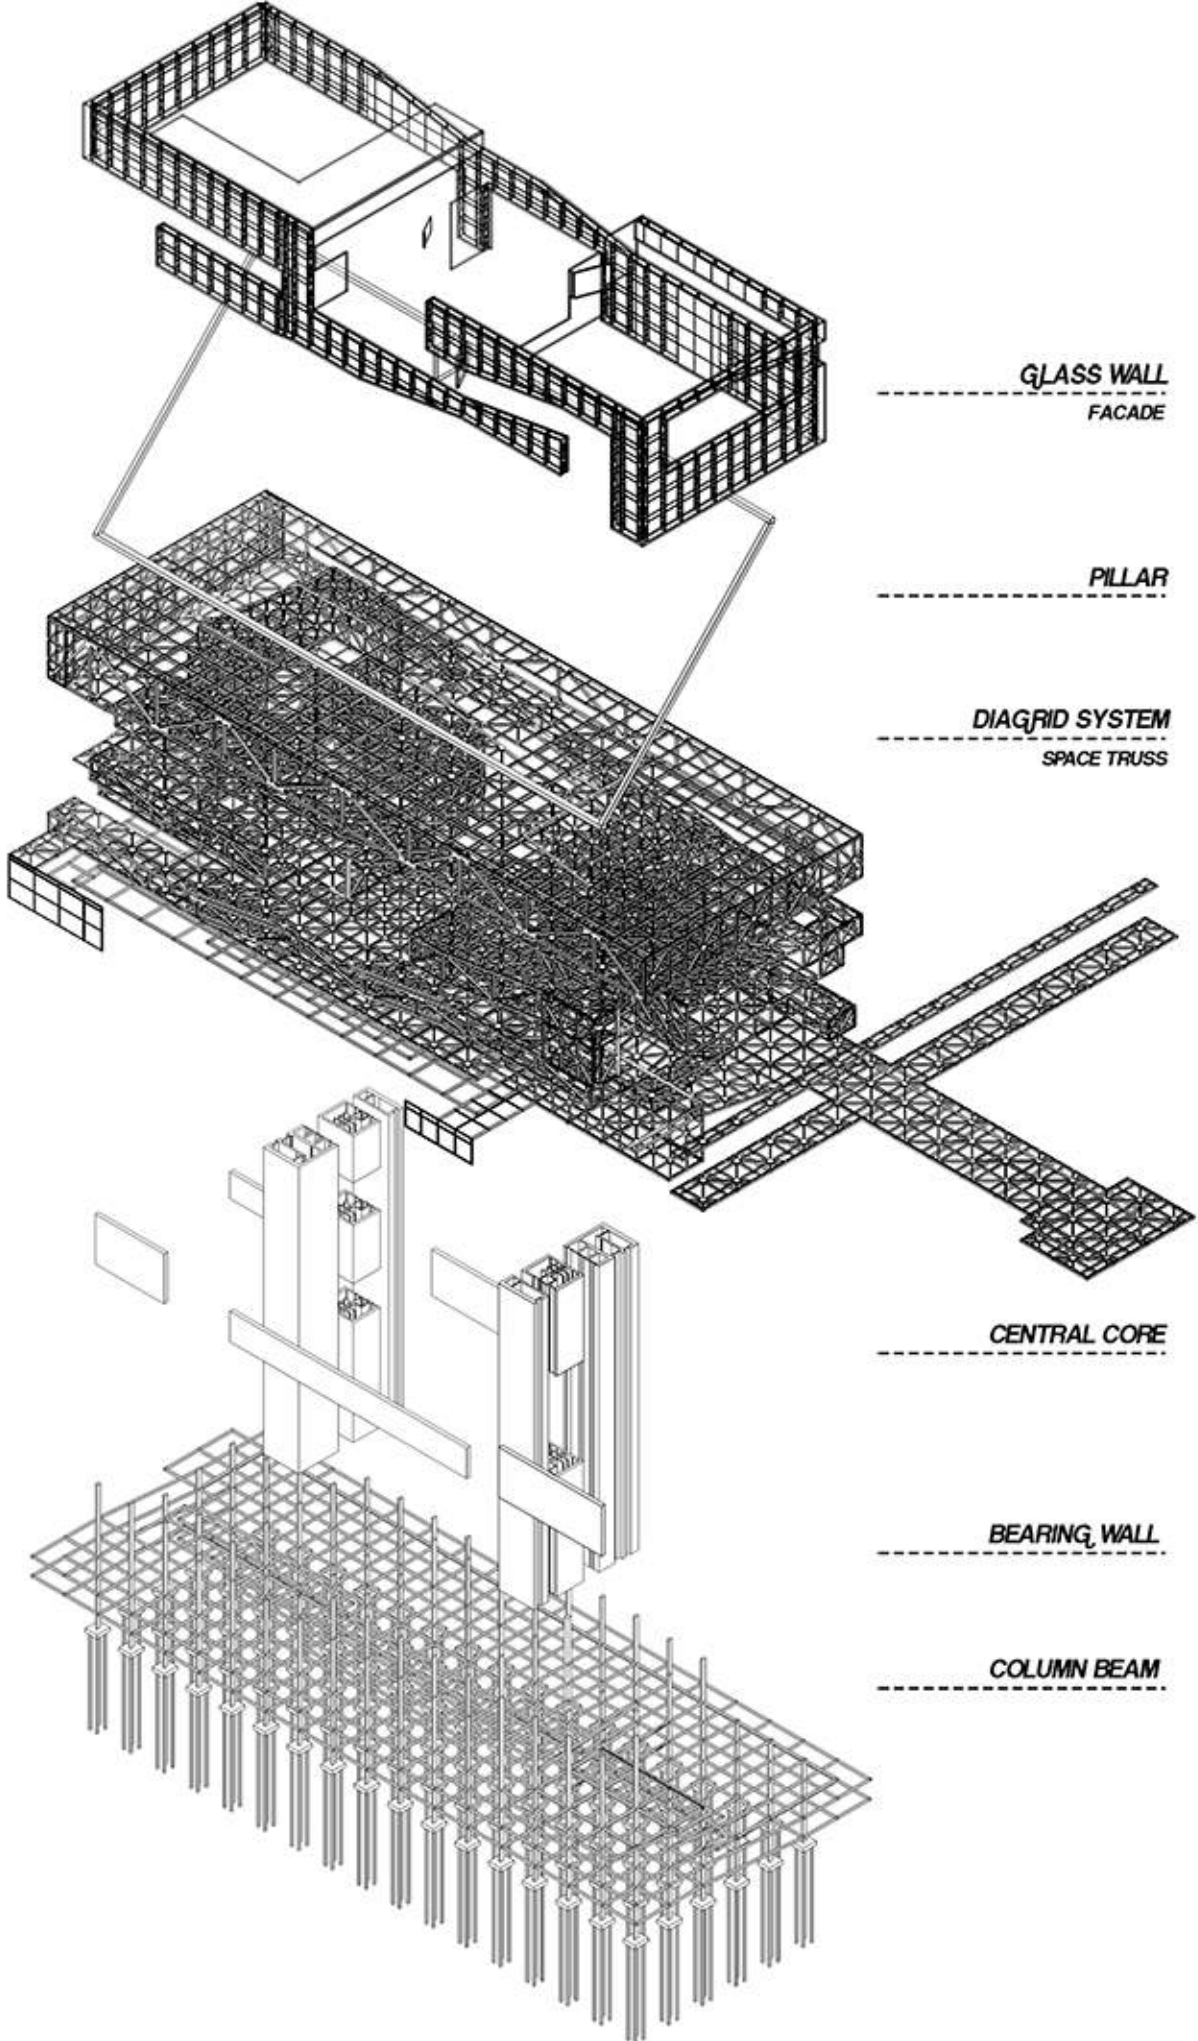 GLASS WALL
FACADE
PILLAR
DIAGRID SYSTEM
SPACE TRUSS
CENTRAL CORE
BEARING WALL
COLUMN BEAM